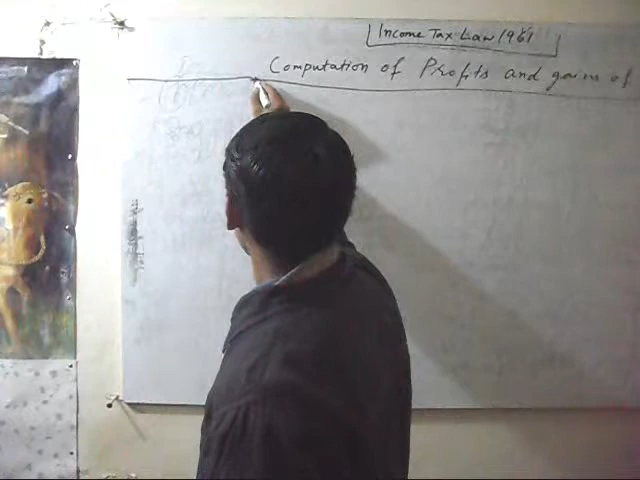 Income Tax Law 1961
Computation of Profits and gains of